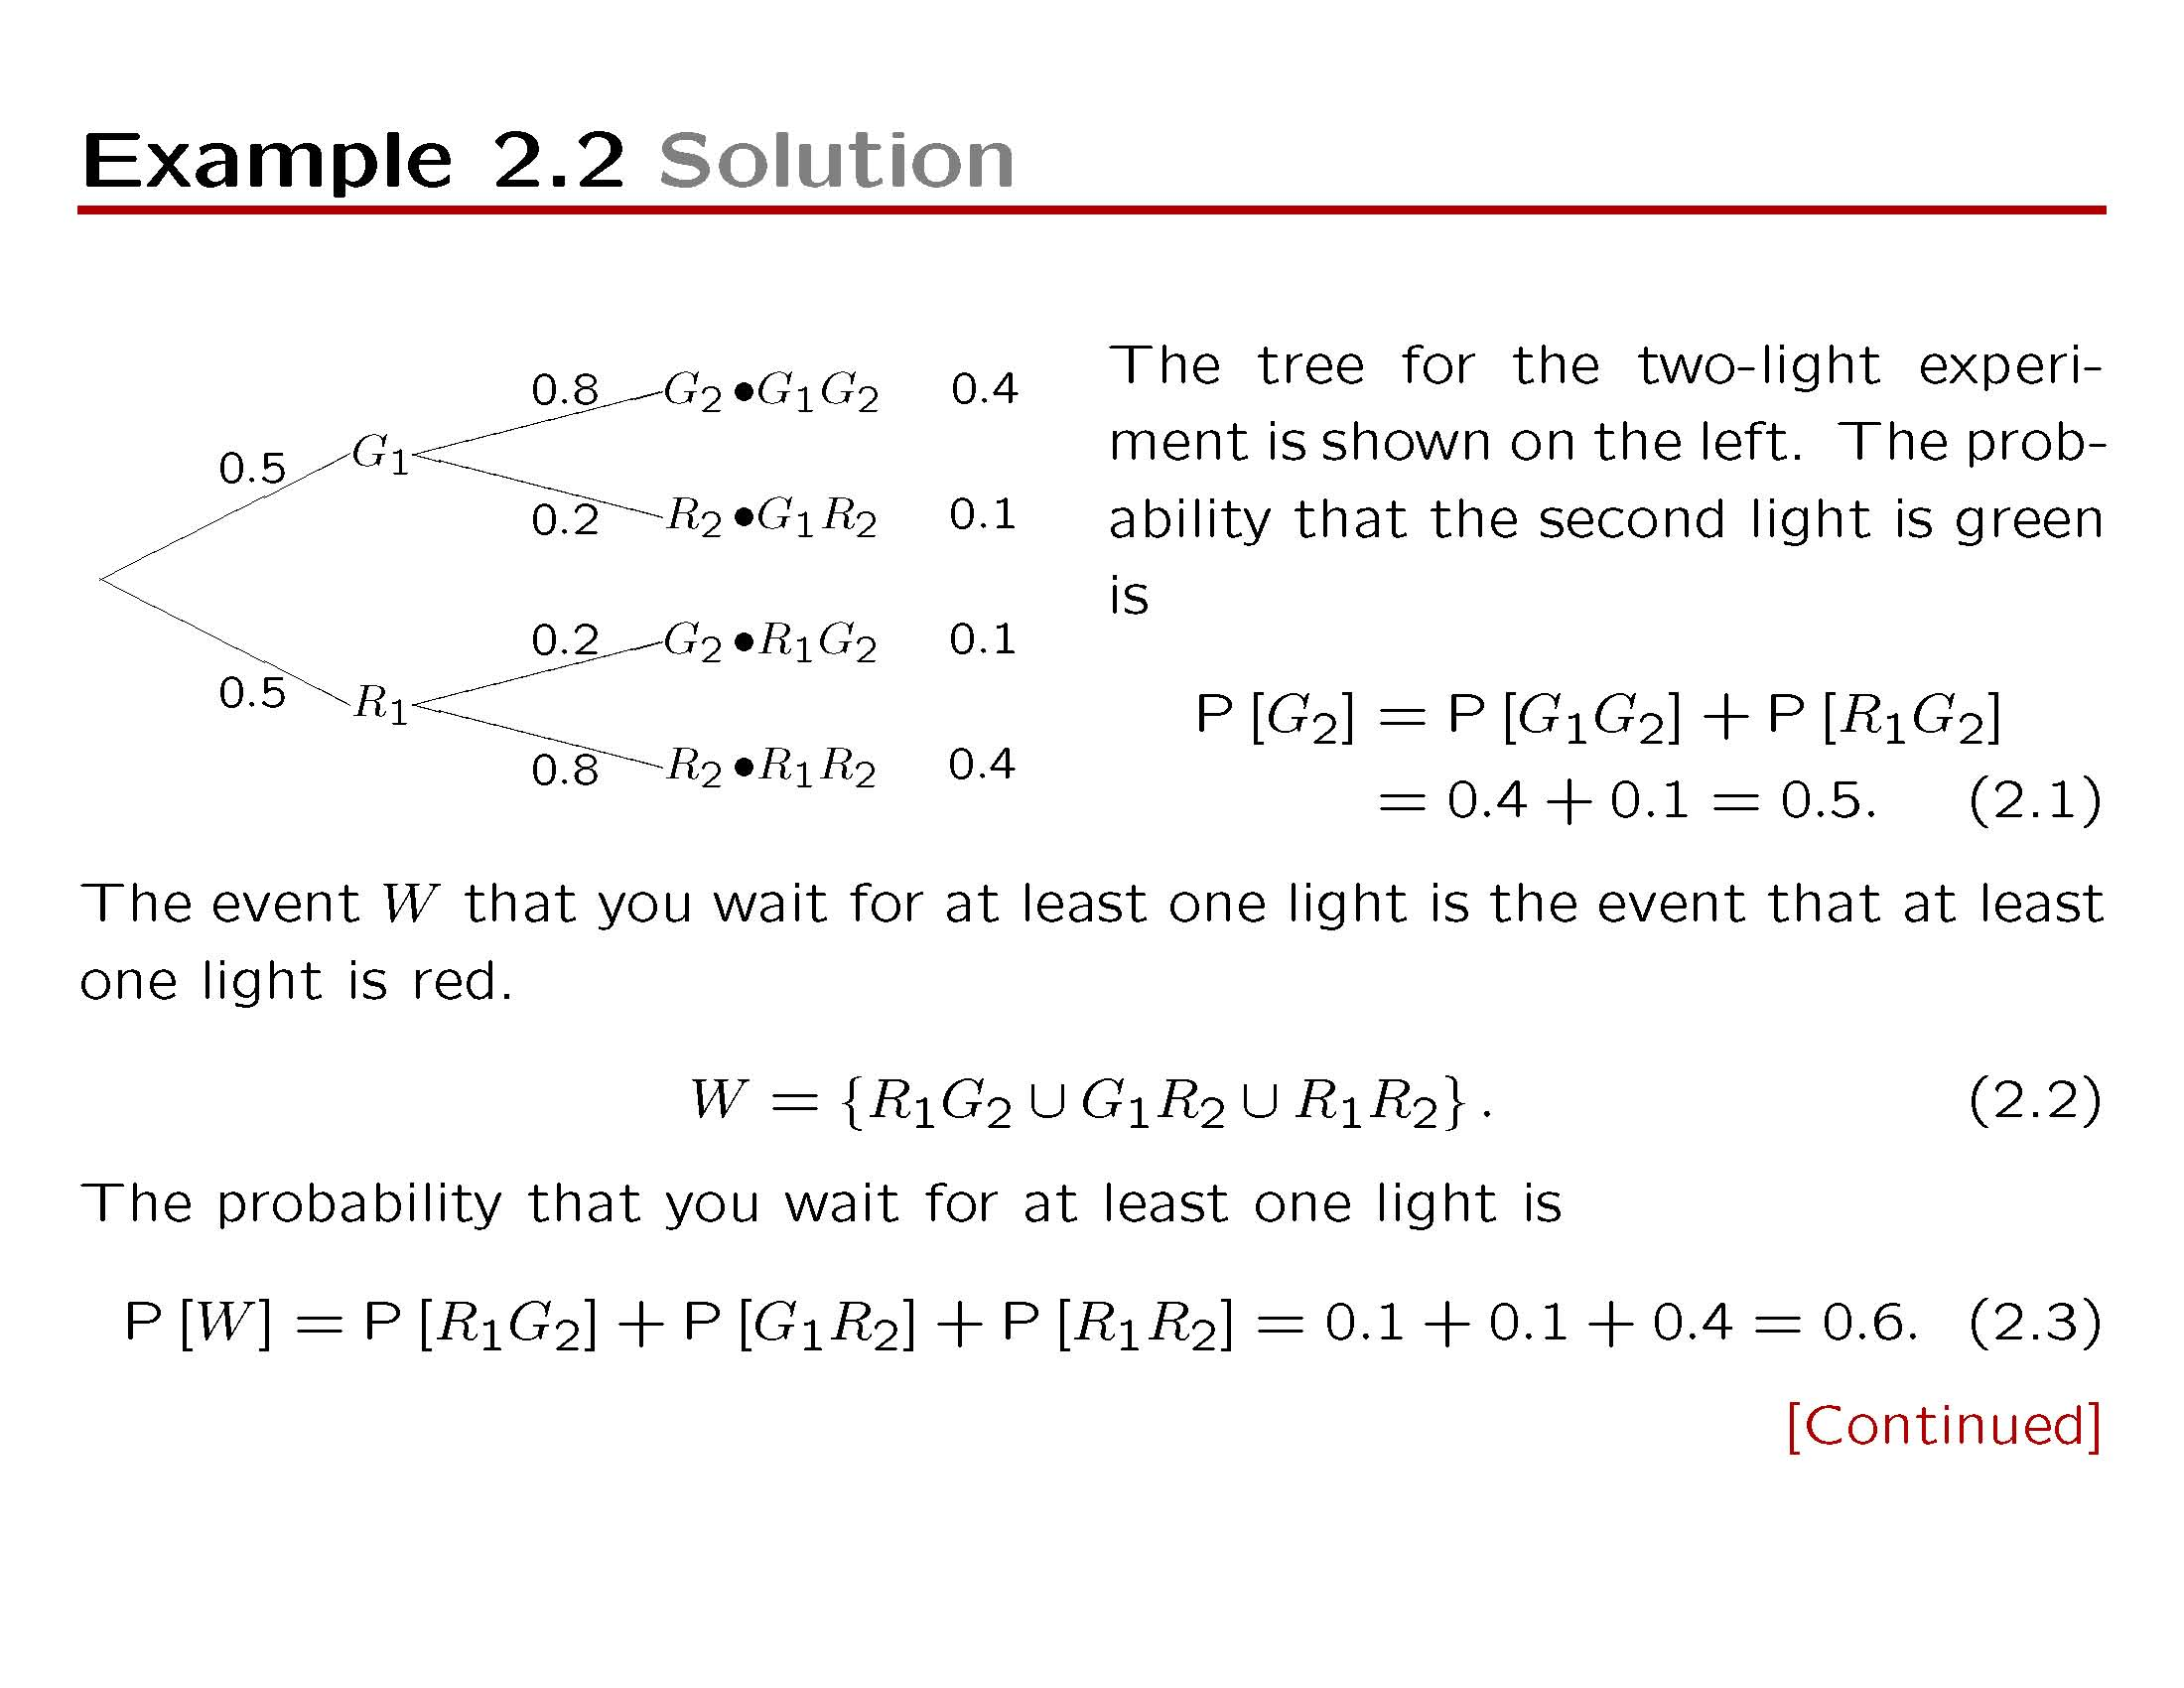 Example 2.2 Solution
0.5
0.5
G₁
R₁
0.8
0.2
0.2
0.8
G₂ •G₁G₂ 0.4
R₂ •G₁R₂ 0.1
G₂ •R₁G₂ 0.1
R₂ •R₁R₂ 0.4
The tree for the two-light experi-
ment is shown on the left. The prob-
ability that the second light is green
is
P [G₂] = P [G₁G₂] + P [R₁G₂]
= 0.4 + 0.1 = 0.5. (2.1)
The event W that you wait for at least one light is the event that at least
one light is red.
W = {R₁G₂ ∪ G₁R₂ ∪ R₁R₂} . (2.2)
The probability that you wait for at least one light is
P [W] = P [R₁G₂] + P [G₁R₂] + P [R₁R₂] = 0.1 + 0.1 + 0.4 = 0.6. (2.3)
[Continued]